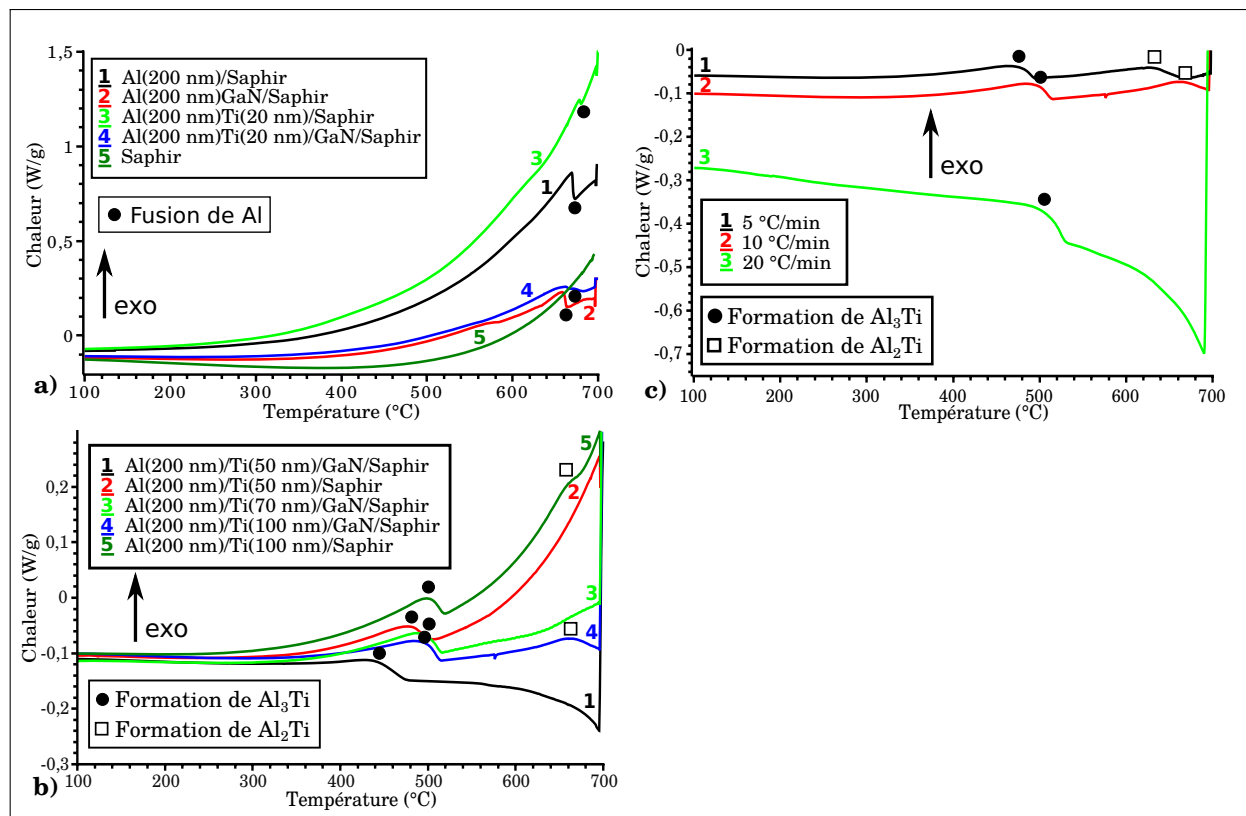 1,5
1
0,5
0
Chaleur (W/g)
1 Al(200 nm)/Saphir
2 Al(200 nm)GaN/Saphir
3 Al(200 nm)Ti(20 nm)/Saphir
4 Al(200 nm)Ti(20 nm)/GaN/Saphir
5 Saphir
● Fusion de Al
exo
3
1
4
2
5
100 200 300 400 500 600 700
a)
Température (°C)
0
-0,1
-0,2
-0,3
-0,4
-0,5
-0,6
-0,7
Chaleur (W/g)
1
2
3
exo
1 5 °C/min
2 10 °C/min
3 20 °C/min
● Formation de Al₃Ti
□ Formation de Al₂Ti
100 200 300 400 500 600 700
c)
Température (°C)
0,2
0,1
0
-0,1
-0,2
-0,3
Chaleur (W/g)
1 Al(200 nm)/Ti(50 nm)/GaN/Saphir
2 Al(200 nm)/Ti(50 nm)/Saphir
3 Al(200 nm)/Ti(70 nm)/GaN/Saphir
4 Al(200 nm)/Ti(100 nm)/GaN/Saphir
5 Al(200 nm)/Ti(100 nm)/Saphir
exo
5
2
3
4
1
● Formation de Al₃Ti
□ Formation de Al₂Ti
100 200 300 400 500 600 700
b)
Température (°C)